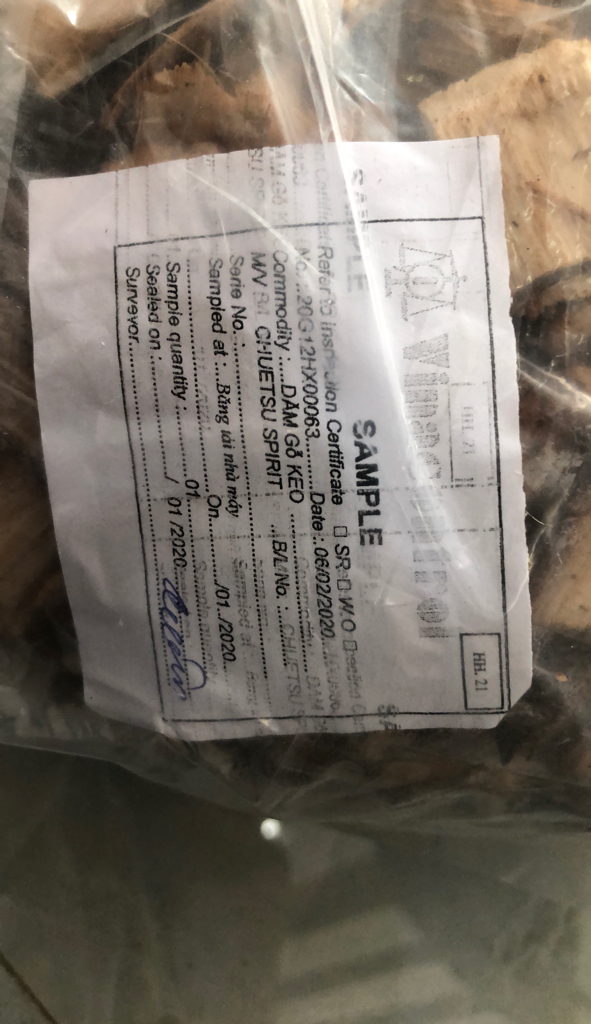 Vinacontrol
HH. 21
SAMPLE
Refer to Inspection Certificate □ SR □ W.O
No. ..20G12HX00063..........Date :..06/02/2020...
Commodity :....DĂM GỖ KEO
M/V CHUETSU SPIRIT ...B/L No. :
Serie No. :
Sampled at :...Băng tải nhà máy
On......../01../2020..
Sample quantity :..........01
Sealed on :................../ 01 /2020
Surveyor